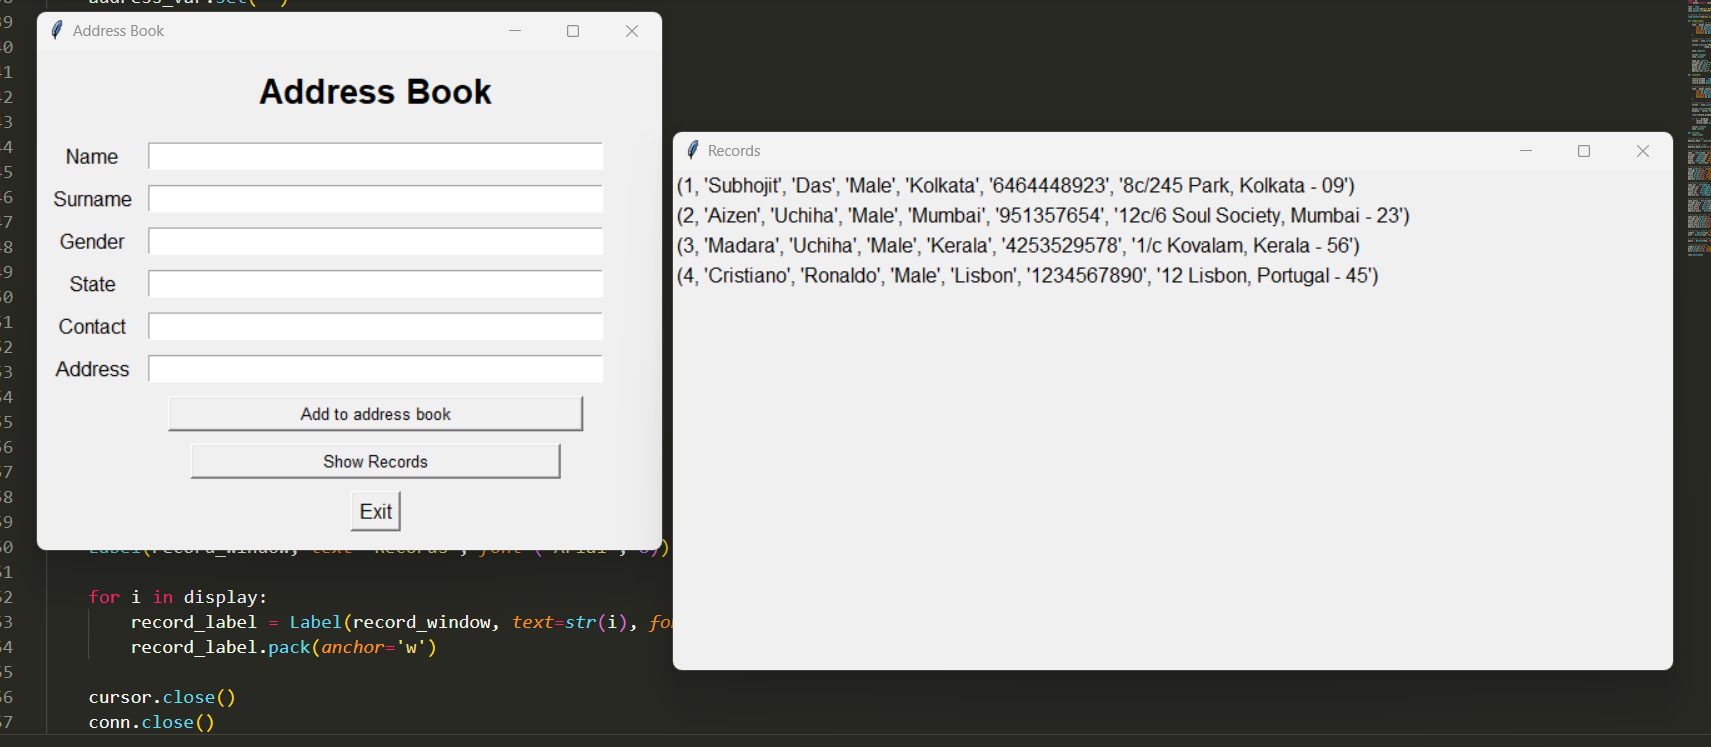 address_var.set(
Address Book
Address Book
Name
Surname
Gender
State
Contact
Address
Add to address book
Show Records
Exit
Records
(1, 'Subhojit', 'Das', 'Male', 'Kolkata', '6464448923', '8c/245 Park, Kolkata - 09')
(2, 'Aizen', 'Uchiha', 'Male', 'Mumbai', '951357654', '12c/6 Soul Society, Mumbai - 23')
(3, 'Madara', 'Uchiha', 'Male', 'Kerala', '4253529578', '1/c Kovalam, Kerala - 56')
(4, 'Cristiano', 'Ronaldo', 'Male', 'Lisbon', '1234567890', '12 Lisbon, Portugal - 45')
for i in display:
record_label = Label(record_window, text=str(i), fo
record_label.pack(anchor='w')
cursor.close()
conn.close()